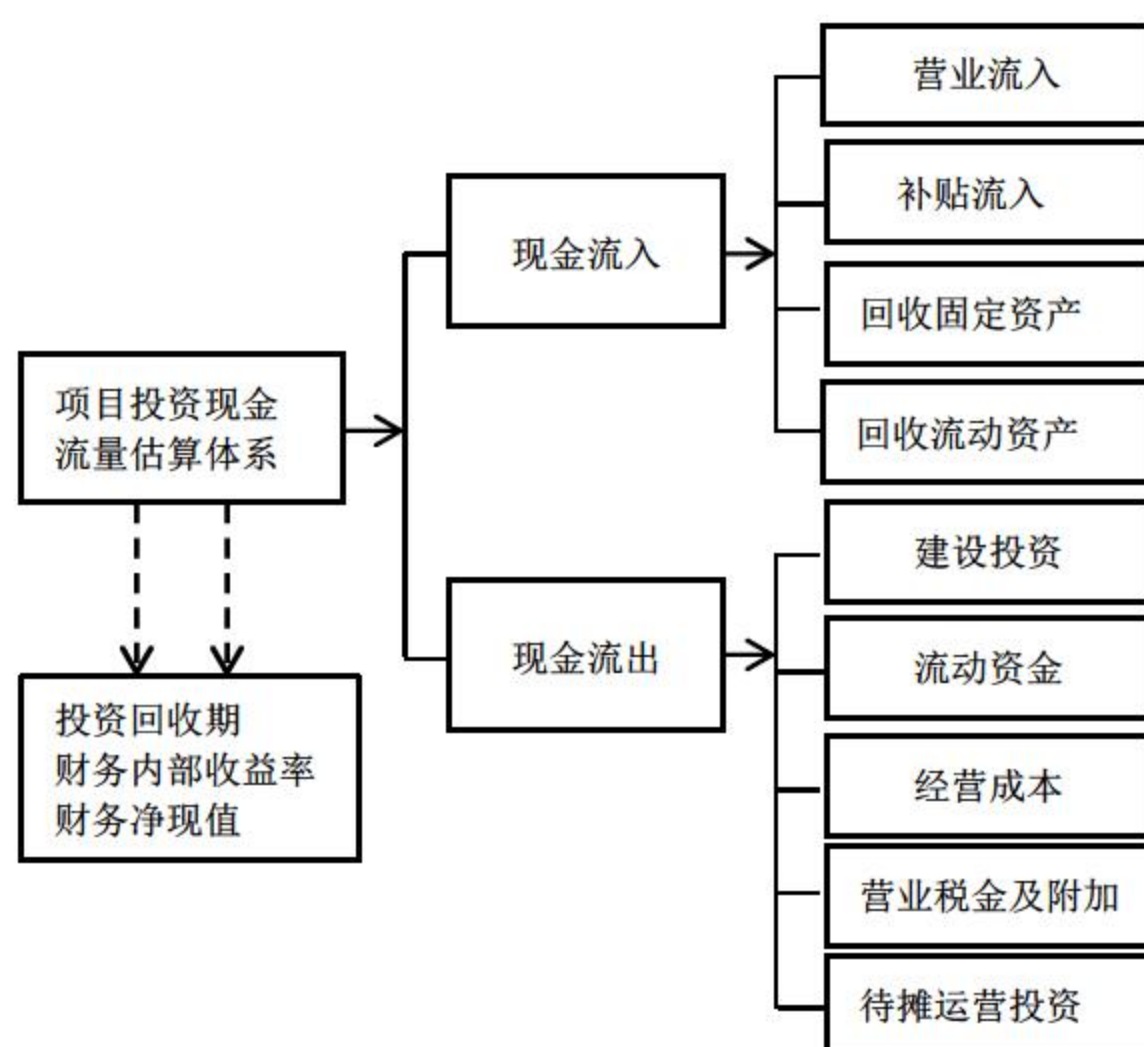 项目投资现金
流量估算体系
投资回收期
财务内部收益率
财务净现值
现金流入
现金流出
营业流入
补贴流入
回收固定资产
回收流动资产
建设投资
流动资金
经营成本
营业税金及附加
待摊运营投资